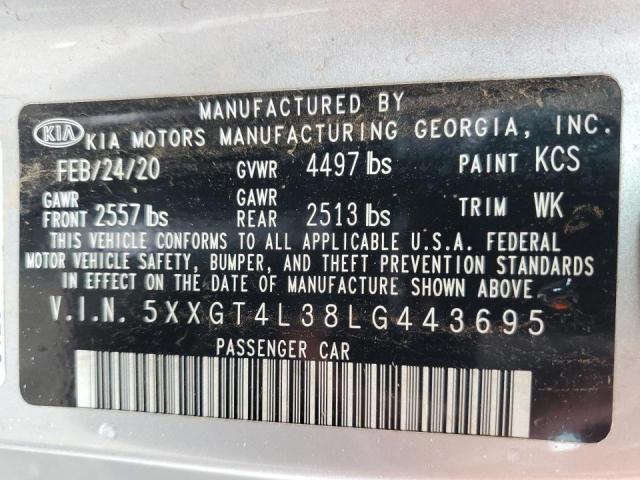 MANUFACTURED BY
KIA KIA MOTORS MANUFACTURING GEORGIA, INC.
FEB/24/20 GVWR 4497 lbs PAINT KCS
GAWR FRONT 2557 lbs GAWR REAR 2513 lbs TRIM WK
THIS VEHICLE CONFORMS TO ALL APPLICABLE U.S.A. FEDERAL
MOTOR VEHICLE SAFETY, BUMPER, AND THEFT PREVENTION STANDARDS
IN EFFECT ON THE DATE OF MANUFACTURE SHOWN ABOVE.
V.I.N. 5XXGT4L38LG443695
PASSENGER CAR